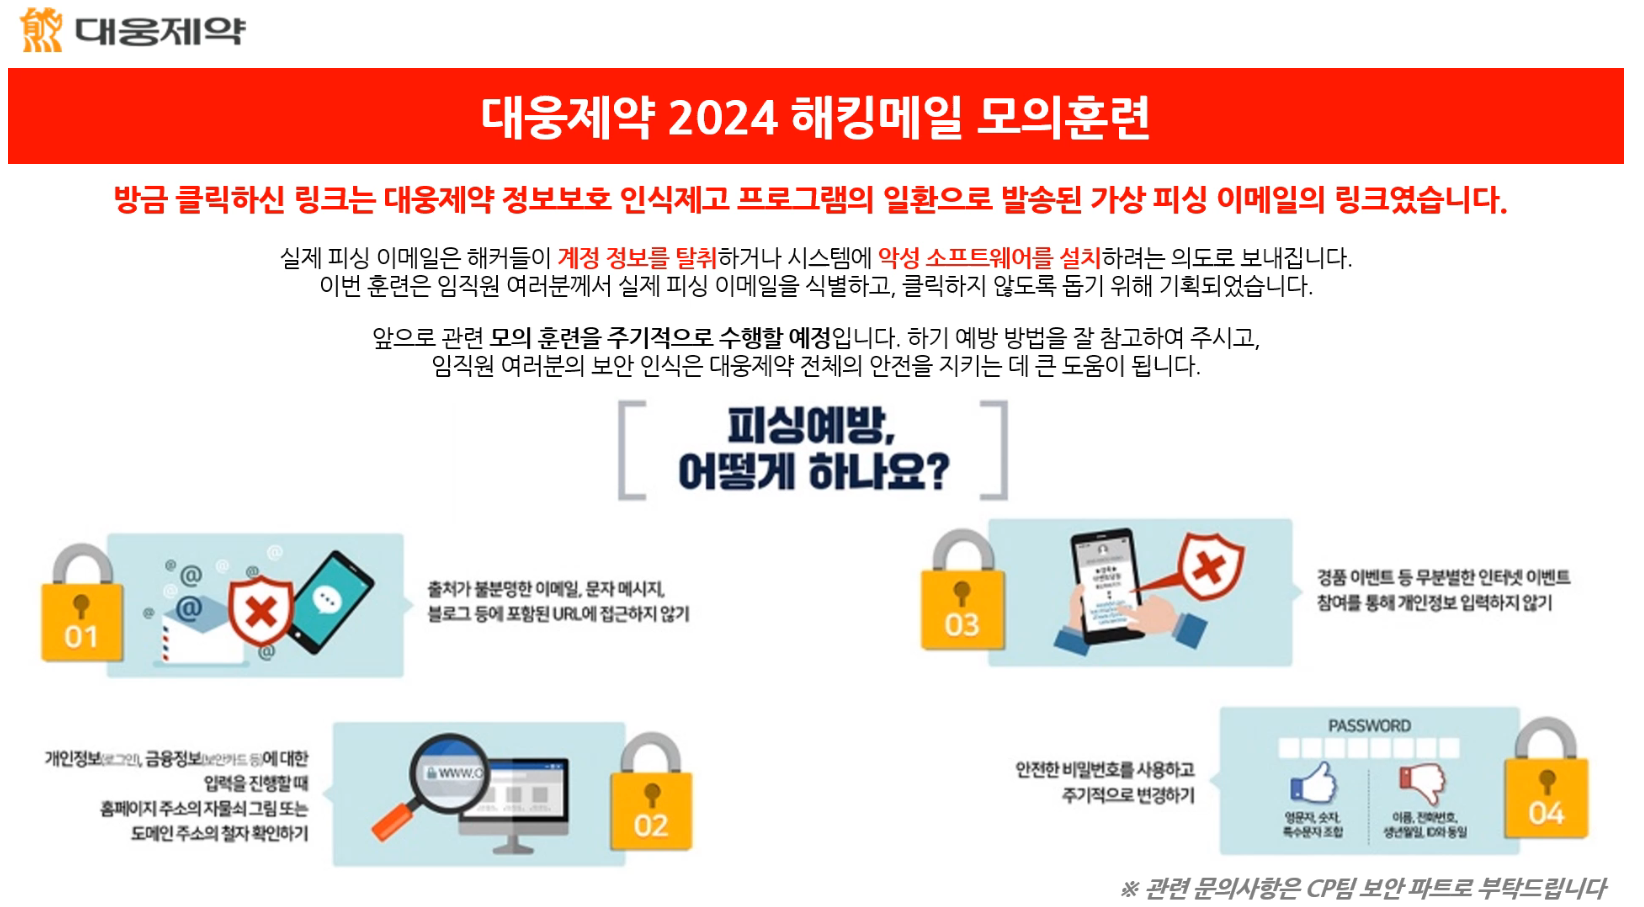 대웅제약
대웅제약 2024 해킹메일 모의훈련
방금 클릭하신 링크는 대웅제약 정보보호 인식제고 프로그램의 일환으로 발송된 가상 피싱 이메일의 링크였습니다.
실제 피싱 이메일은 해커들이 계정 정보를 탈취하거나 시스템에 악성 소프트웨어를 설치하려는 의도로 보내집니다.
이번 훈련은 임직원 여러분께서 실제 피싱 이메일을 식별하고, 클릭하지 않도록 돕기 위해 기획되었습니다.
앞으로 관련 모의 훈련을 주기적으로 수행할 예정입니다. 하기 예방 방법을 잘 참고하여 주시고,
임직원 여러분의 보안 인식은 대웅제약 전체의 안전을 지키는 데 큰 도움이 됩니다.
피싱예방,
어떻게 하나요?
01
출처가 불분명한 이메일, 문자 메시지,
블로그 등에 포함된 URL에 접근하지 않기
개인정보(로그인), 금융정보(보안카드 등)에 대한
입력을 진행할 때
홈페이지 주소의 자물쇠 그림 또는
도메인 주소의 철자 확인하기
WWW.O
02
03
경품 이벤트 등 무분별한 인터넷 이벤트
참여를 통해 개인정보 입력하지 않기
안전한 비밀번호를 사용하고
주기적으로 변경하기
PASSWORD
영문자, 숫자,
특수문자 조합
이름, 전화번호,
생년월일, ID와 동일
04
※ 관련 문의사항은 CP팀 보안 파트로 부탁드립니다